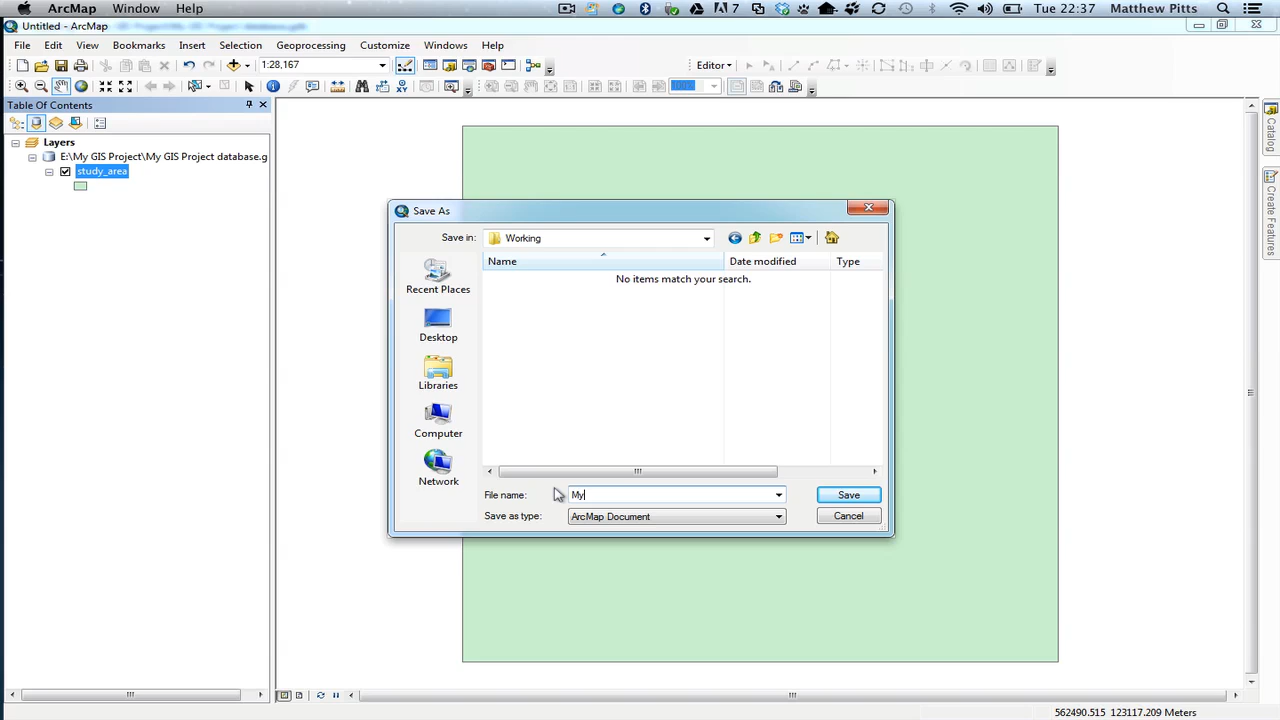 ArcMap Window Help
7 Tue 22:37 Matthew Pitts
Untitled - ArcMap
File Edit View Bookmarks Insert Selection Geoprocessing Customize Windows Help
1:28,167 Editor
Table Of Contents
Layers
E:\My GIS Project\My GIS Project database.g
study_area
Save As
Save in: Working
Name Date modified Type
No items match your search.
Recent Places
Desktop
Libraries
Computer
Network
File name: My Save
Save as type: ArcMap Document Cancel
Catalog
Create Features
562490.515 123117.209 Meters